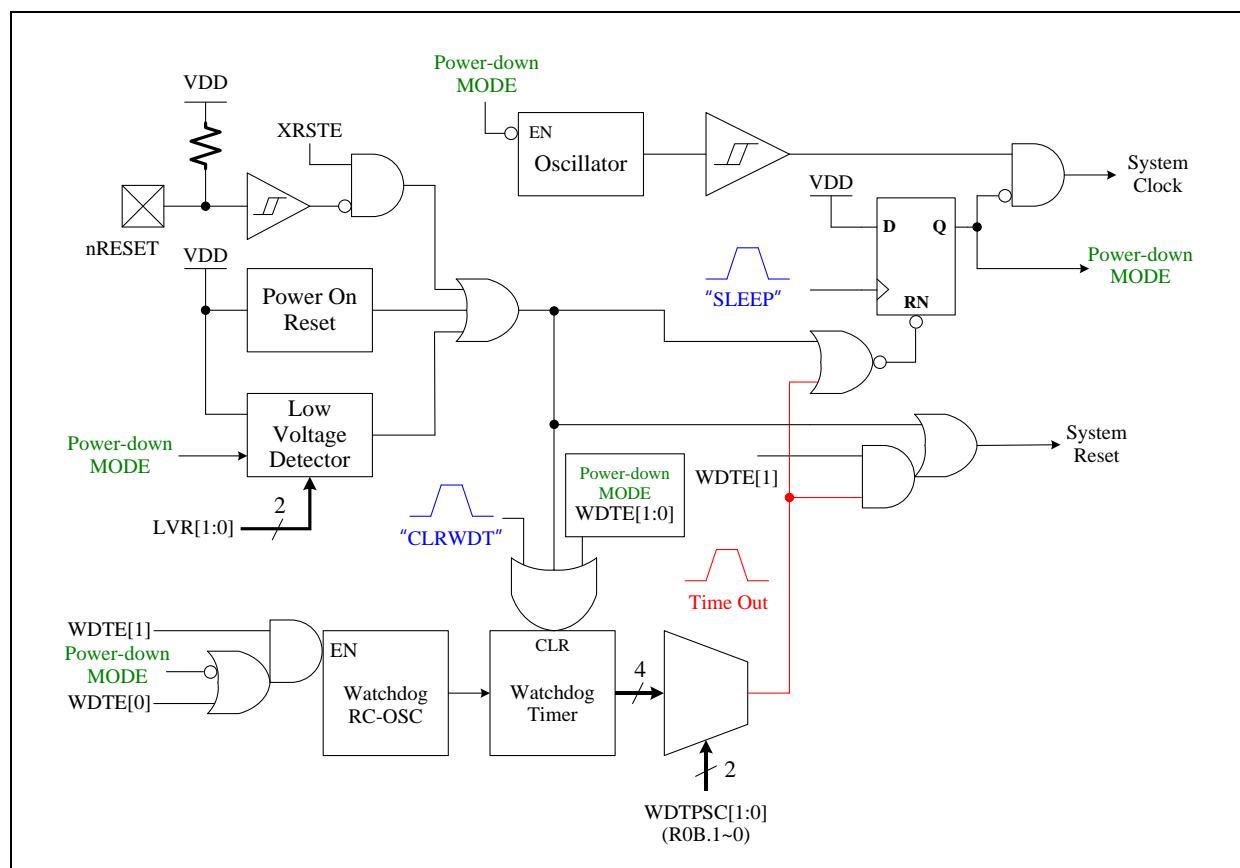 Power-down
MODE
VDD
XRSTE
EN
Oscillator
System
Clock
VDD
D
Q
nRESET
VDD
Power-down
MODE
"SLEEP"
RN
Power On
Reset
Low
Voltage
Detector
Power-down
MODE
System
Reset
WDTE[1]
Power-down
MODE
WDTE[1:0]
2
LVR[1:0]
"CLRWDT"
Time Out
WDTE[1]
Power-down
MODE
WDTE[0]
EN
Watchdog
RC-OSC
CLR
Watchdog
Timer
4
2
WDTPSC[1:0]
(R0B.1~0)